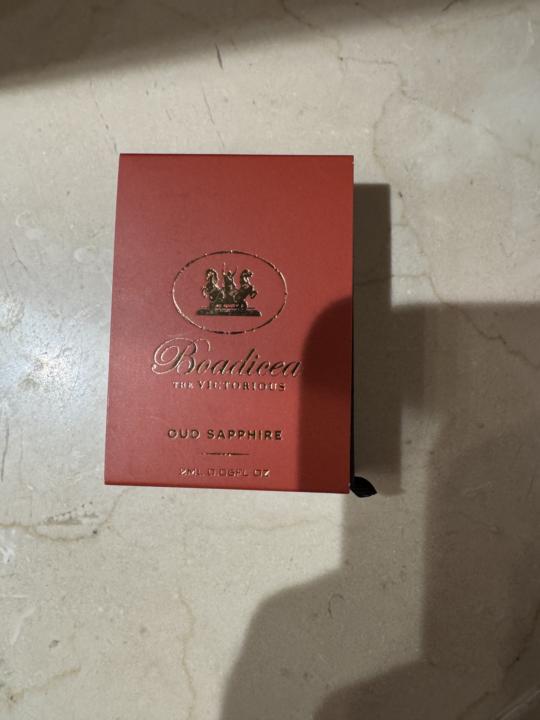 Boadicea
THE VICTORIOUS
OUD SAPPHIRE
2ML 0.06FL OZ